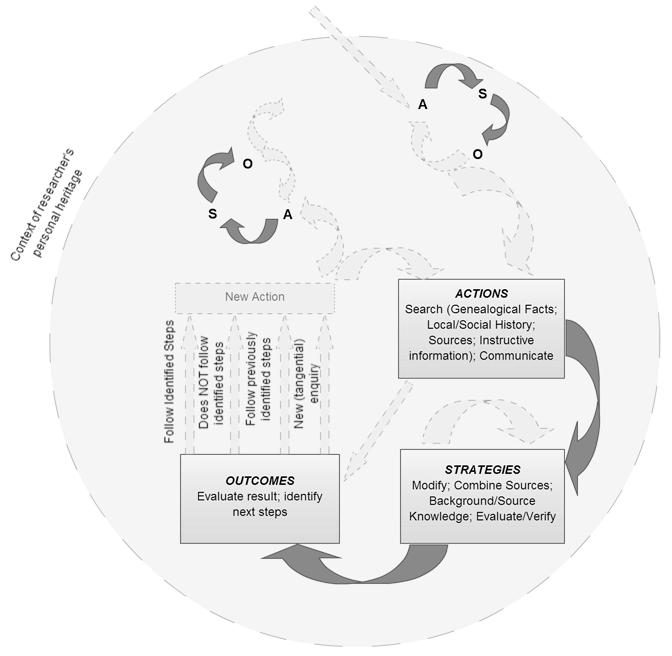 A
S
O
O
S
A
Context of researcher's
personal heritage
New Action
ACTIONS
Search (Genealogical Facts;
Local/Social History;
Sources; Instructive
information); Communicate
Follow Identified Steps
Does NOT follow
identified steps
Follow previously
identified steps
New (tangential)
enquiry
OUTCOMES
Evaluate result; identify
next steps
STRATEGIES
Modify; Combine Sources;
Background/Source
Knowledge; Evaluate/Verify